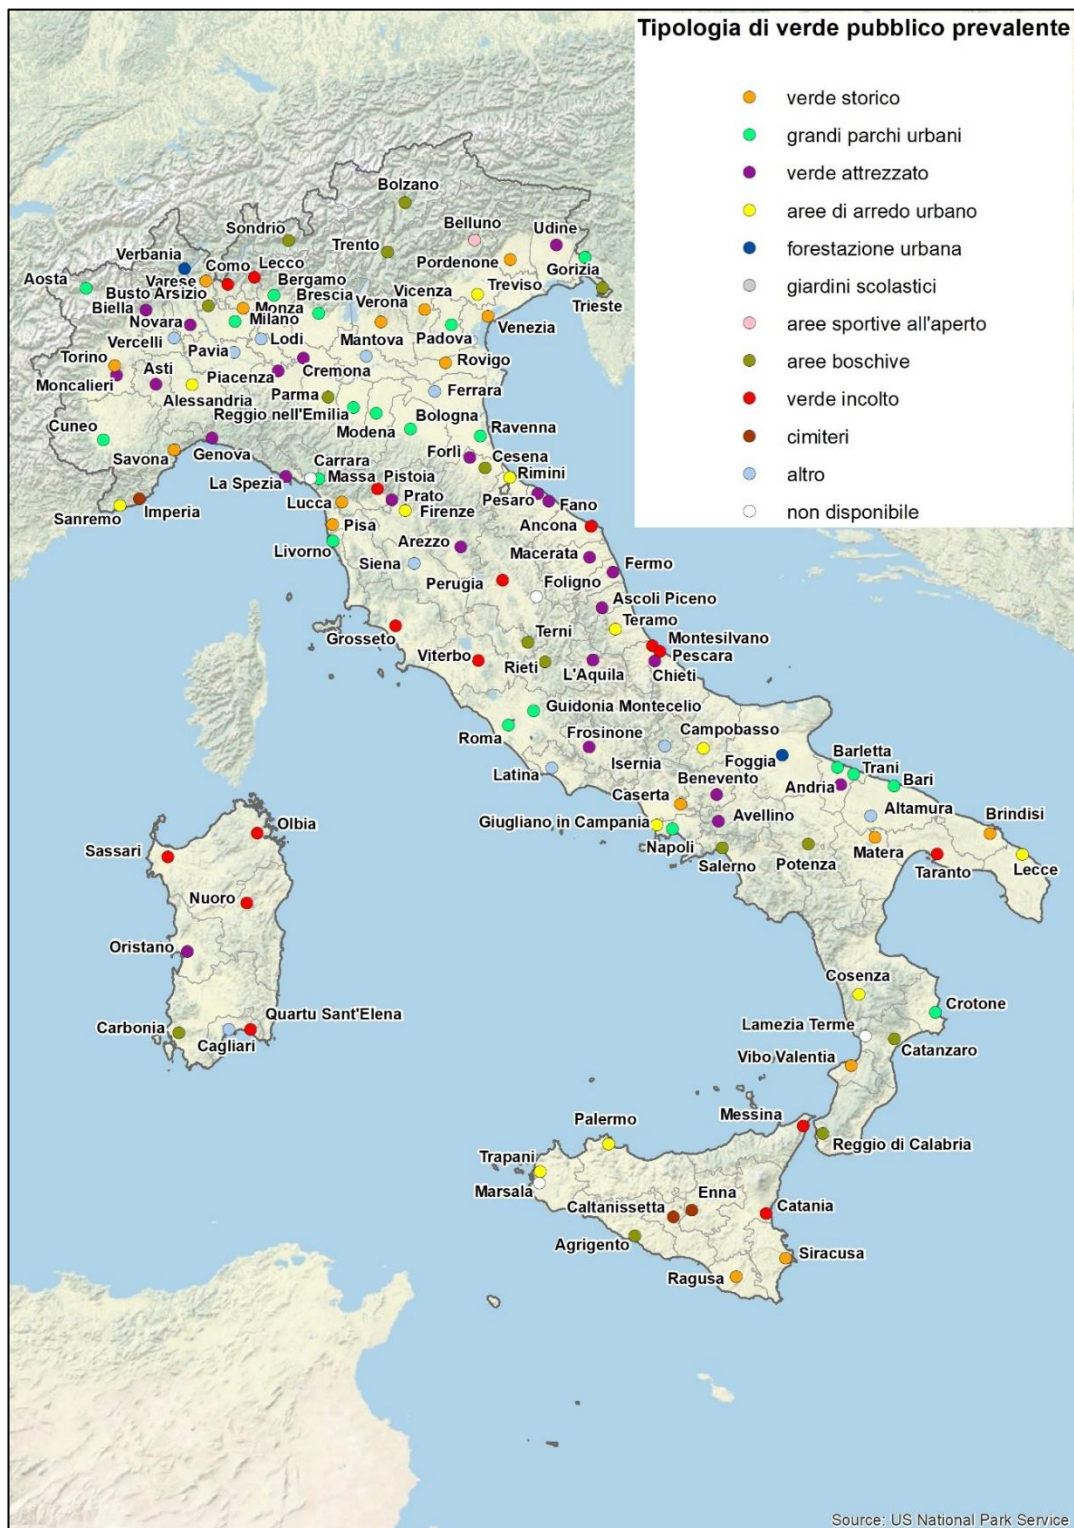 Tipologia di verde pubblico prevalente
verde storico
grandi parchi urbani
verde attrezzato
aree di arredo urbano
forestazione urbana
giardini scolastici
aree sportive all'aperto
aree boschive
verde incolto
cimiteri
altro
non disponibile
Bolzano
Sondrio
Belluno
Udine
Verbania
Trento
Pordenone
Gorizia
Aosta
Varese
Como
Lecco
Bergamo
Treviso
Trieste
Busto Arsizio
Brescia
Verona
Vicenza
Biella
Monza
Milano
Venezia
Novara
Vercelli
Pavia
Lodi
Mantova
Padova
Torino
Asti
Piacenza
Cremona
Rovigo
Moncalieri
Alessandria
Parma
Ferrara
Reggio nell'Emilia
Bologna
Cuneo
Modena
Ravenna
Savona
Genova
Forlì
Cesena
Carrara
La Spezia
Massa
Pistoia
Rimini
Sanremo
Imperia
Lucca
Prato
Firenze
Pesaro
Fano
Pisa
Ancona
Livorno
Arezzo
Macerata
Siena
Fermo
Perugia
Foligno
Ascoli Piceno
Grosseto
Terni
Teramo
Montesilvano
Viterbo
Rieti
L'Aquila
Pescara
Chieti
Guidonia Montecelio
Roma
Frosinone
Campobasso
Latina
Isernia
Foggia
Barletta
Trani
Benevento
Andria
Bari
Caserta
Avellino
Altamura
Brindisi
Giugliano in Campania
Napoli
Salerno
Potenza
Matera
Taranto
Lecce
Olbia
Sassari
Nuoro
Oristano
Carbonia
Cagliari
Quartu Sant'Elena
Cosenza
Crotone
Lamezia Terme
Catanzaro
Vibo Valentia
Messina
Reggio di Calabria
Palermo
Trapani
Marsala
Caltanissetta
Enna
Catania
Agrigento
Siracusa
Ragusa
Source: US National Park Service